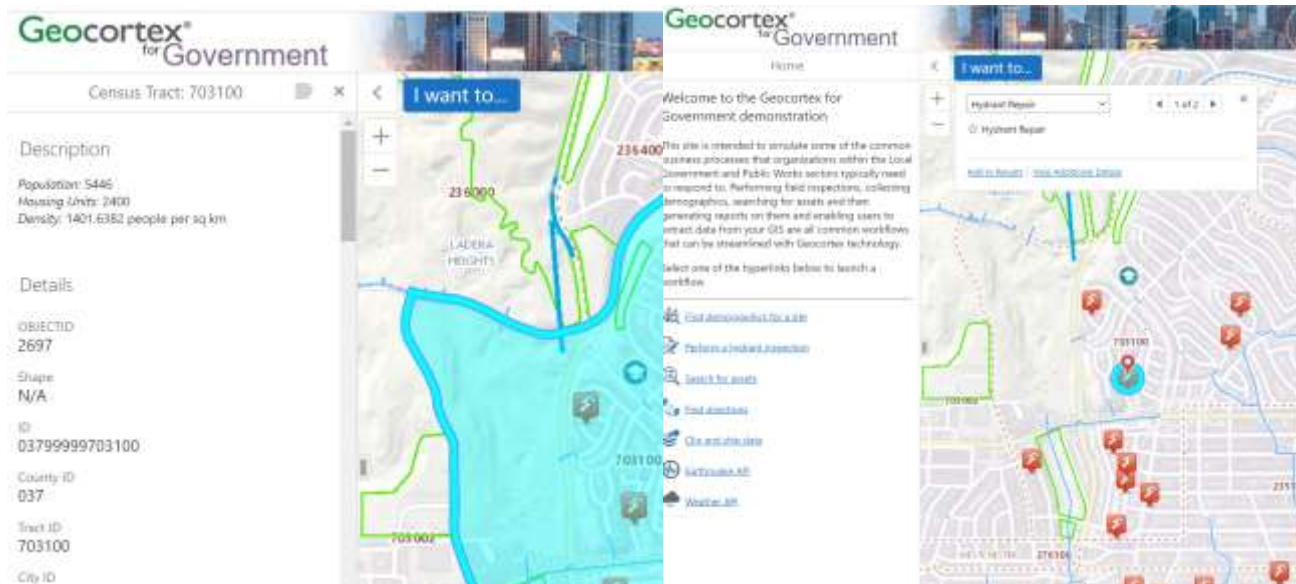 Geocortex®
for Government
Census Tract: 703100
Description
Population: 5446
Housing Units: 2400
Density: 1401.6382 people per sq km
Details
OBJECTID
2697
Shape
N/A
ID
03799999703100
County ID
037
Tract ID
703100
City ID
I want to...
236400
236000
LADERA
HEIGHTS
703100
703002
Geocortex®
for Government
Home
Welcome to the Geocortex for
Government demonstration
This site is intended to simulate some of the common
business processes that organizations within the Local
Government and Public Works sectors typically need
to respond to. Performing field inspections, collecting
demographics, searching for assets and then
generating reports on them and enabling users to
extract data from your GIS are all common workflows
that can be streamlined with Geocortex technology.
Select one of the hyperlinks below to launch a
workflow
Find demographics for a site
Perform a hydrant inspection
Search for assets
Find directions
Clip and ship data
Earthquake API
Weather API
I want to...
Hydrant Repair
1 of 2
Hydrant Repair
Add to Results
View Additional Details
703100
703002